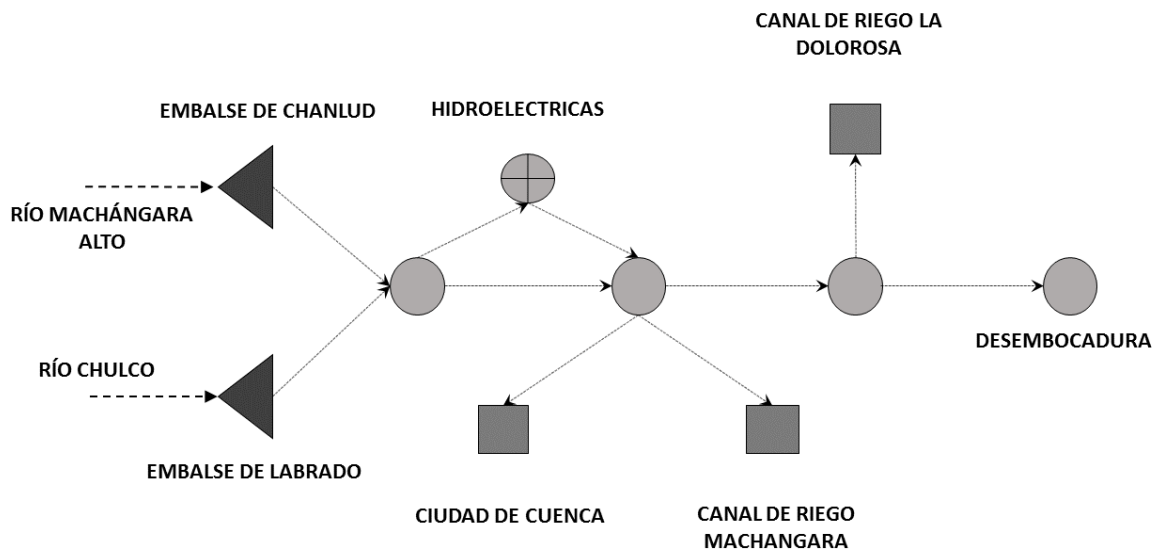 CANAL DE RIEGO LA
DOLOROSA
EMBALSE DE CHANLUD
HIDROELECTRICAS
RÍO MACHÁNGARA
ALTO
DESEMBOCADURA
RÍO CHULCO
EMBALSE DE LABRADO
CIUDAD DE CUENCA
CANAL DE RIEGO
MACHANGARA